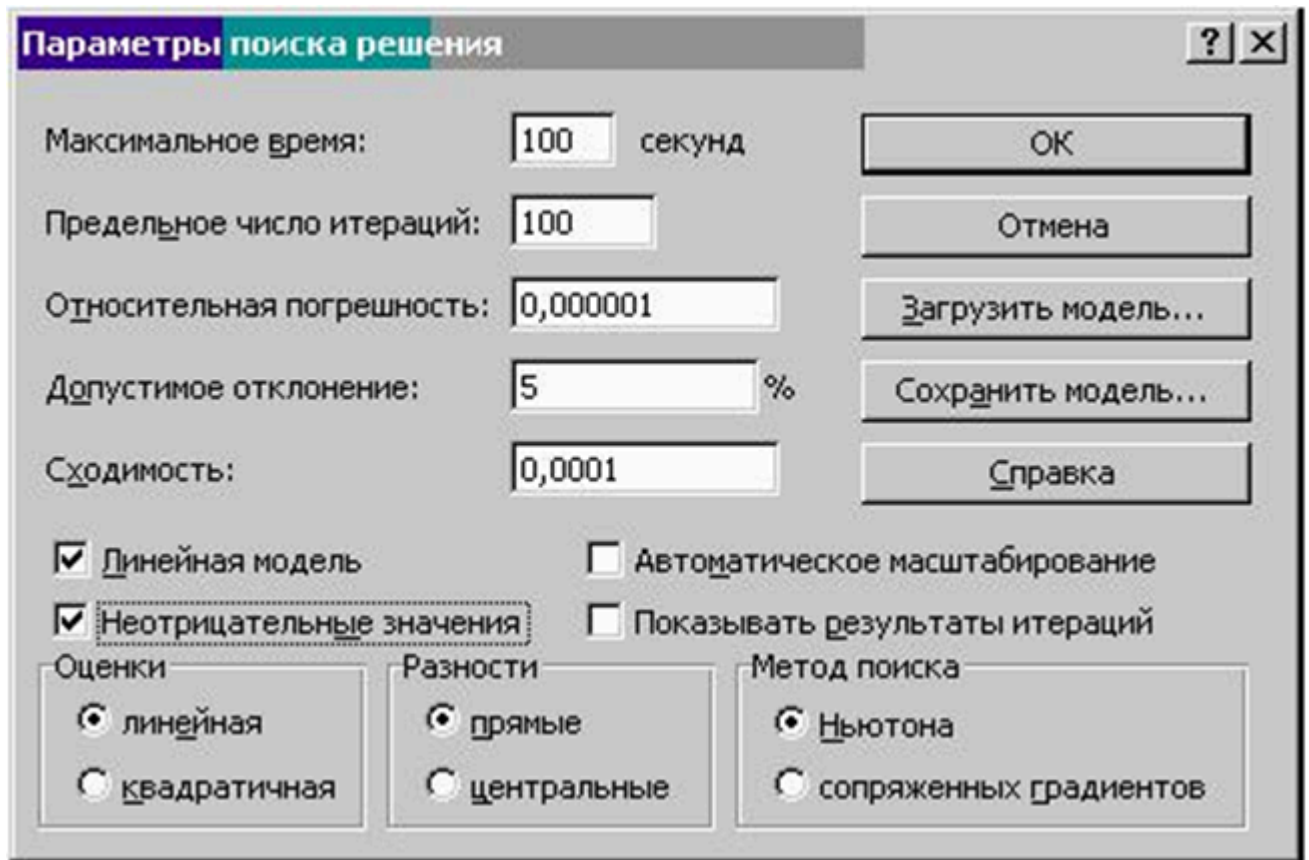 Параметры поиска решения ? X
Максимальное время: 100 секунд OK
Предельное число итераций: 100 Отмена
Относительная погрешность: 0,000001 Загрузить модель...
Допустимое отклонение: 5 % Сохранить модель...
Сходимость: 0,0001 Справка
Линейная модель Автоматическое масштабирование
Неотрицательные значения Показывать результаты итераций
Оценки Разности Метод поиска
линейная прямые Ньютона
квадратичная центральные сопряженных градиентов